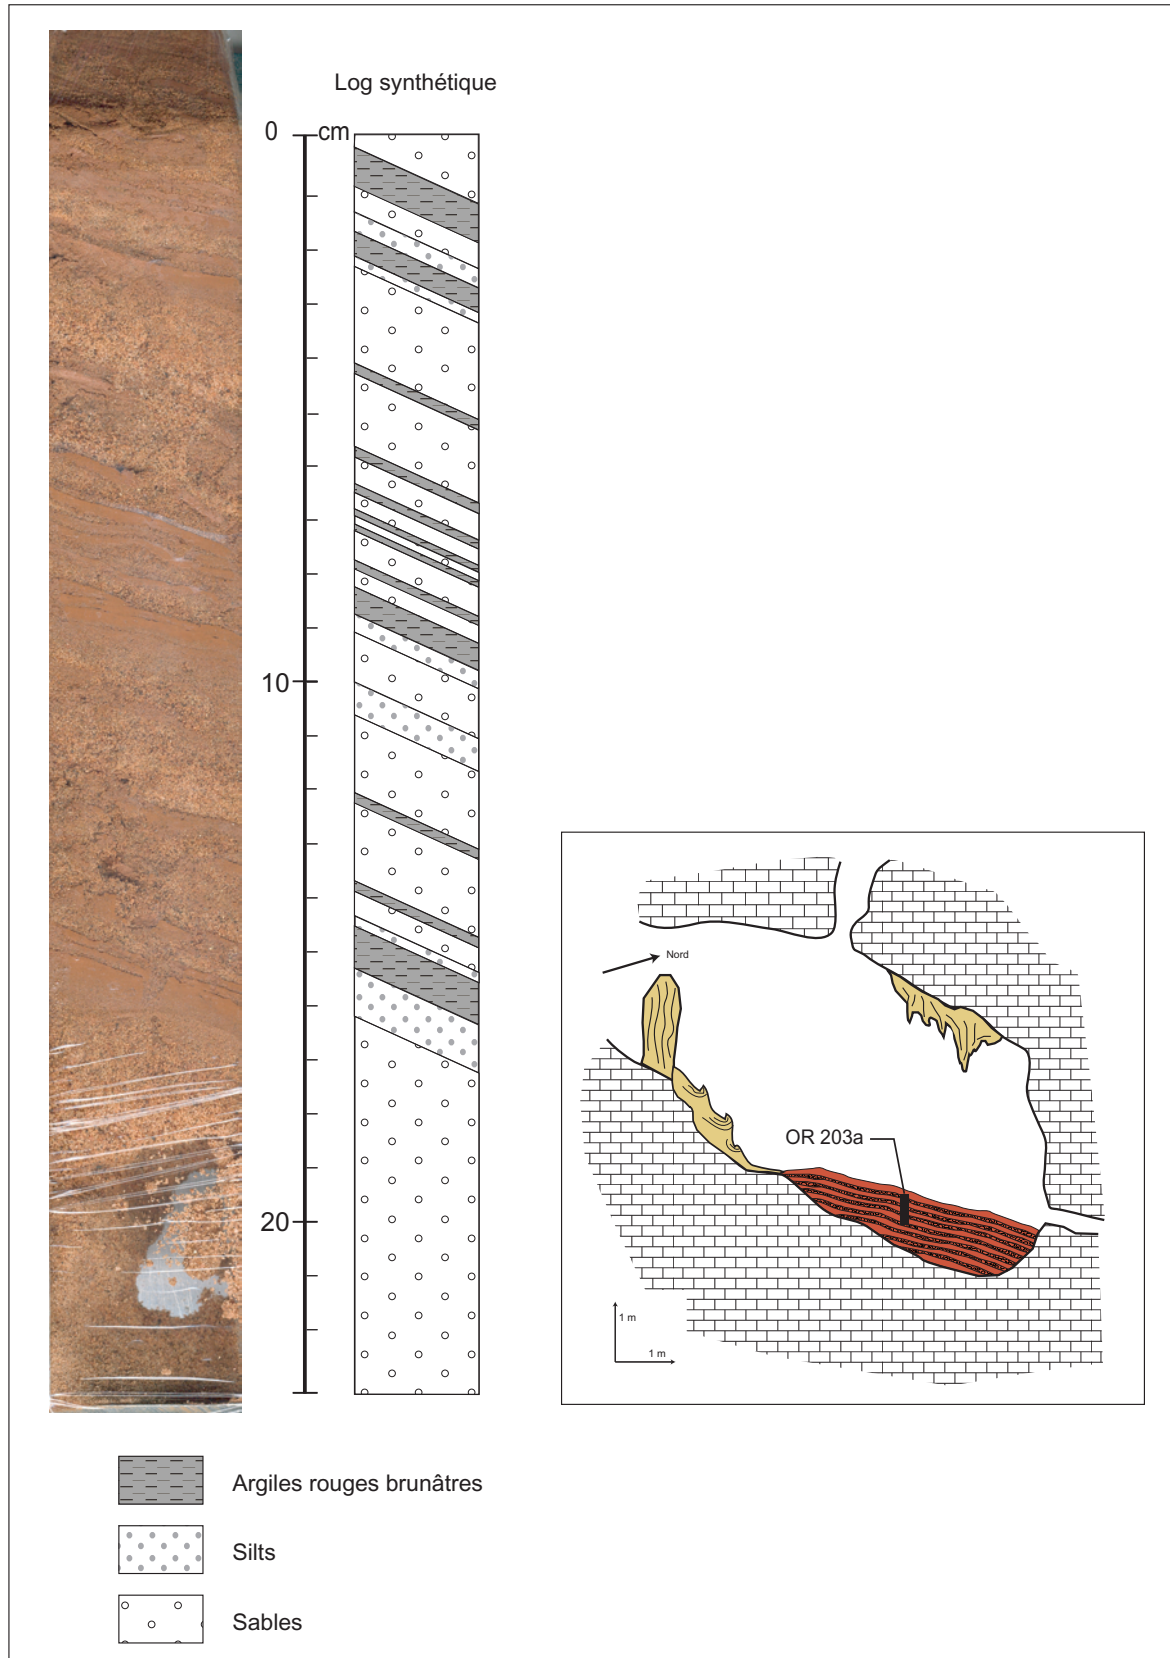 Log synthétique
0 cm
10
20
Nord
OR 203a
1 m
1 m
Argiles rouges brunâtres
Silts
Sables